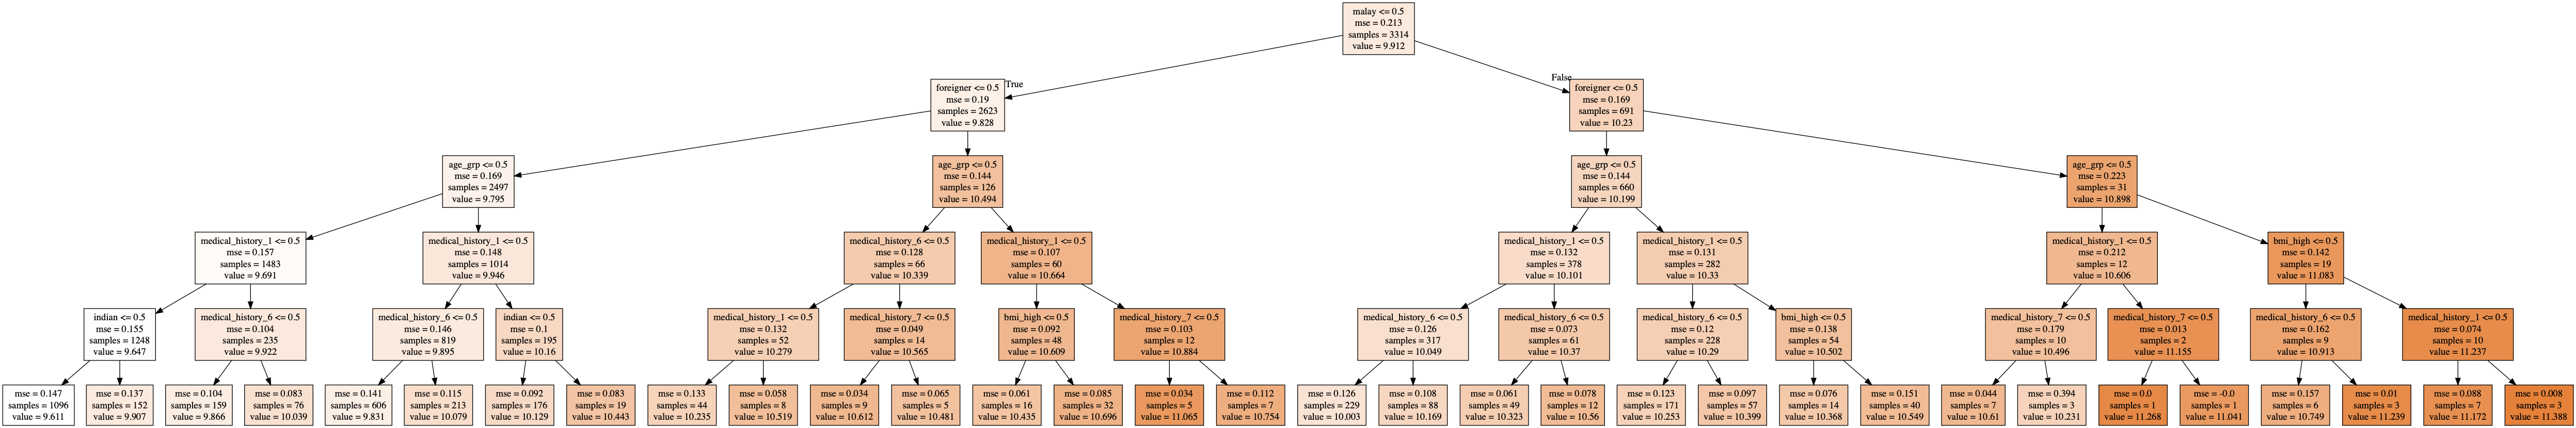 malay <= 0.5
mse = 0.213
samples = 3314
value = 9.912
True
False
foreigner <= 0.5
mse = 0.19
samples = 2623
value = 9.828
foreigner <= 0.5
mse = 0.169
samples = 691
value = 10.23
age_grp <= 0.5
mse = 0.169
samples = 2497
value = 9.795
age_grp <= 0.5
mse = 0.144
samples = 126
value = 10.494
age_grp <= 0.5
mse = 0.144
samples = 660
value = 10.199
age_grp <= 0.5
mse = 0.223
samples = 31
value = 10.898
medical_history_1 <= 0.5
mse = 0.157
samples = 1483
value = 9.691
medical_history_1 <= 0.5
mse = 0.148
samples = 1014
value = 9.946
medical_history_6 <= 0.5
mse = 0.128
samples = 66
value = 10.339
medical_history_1 <= 0.5
mse = 0.107
samples = 60
value = 10.664
medical_history_1 <= 0.5
mse = 0.132
samples = 378
value = 10.101
medical_history_1 <= 0.5
mse = 0.131
samples = 282
value = 10.33
medical_history_1 <= 0.5
mse = 0.212
samples = 12
value = 10.606
bmi_high <= 0.5
mse = 0.142
samples = 19
value = 11.083
indian <= 0.5
mse = 0.155
samples = 1248
value = 9.647
medical_history_6 <= 0.5
mse = 0.104
samples = 235
value = 9.922
medical_history_6 <= 0.5
mse = 0.146
samples = 819
value = 9.895
indian <= 0.5
mse = 0.1
samples = 195
value = 10.16
medical_history_1 <= 0.5
mse = 0.132
samples = 52
value = 10.279
medical_history_7 <= 0.5
mse = 0.049
samples = 14
value = 10.565
bmi_high <= 0.5
mse = 0.092
samples = 48
value = 10.609
medical_history_7 <= 0.5
mse = 0.103
samples = 12
value = 10.884
medical_history_6 <= 0.5
mse = 0.126
samples = 317
value = 10.049
medical_history_6 <= 0.5
mse = 0.073
samples = 61
value = 10.37
medical_history_6 <= 0.5
mse = 0.12
samples = 228
value = 10.29
bmi_high <= 0.5
mse = 0.138
samples = 54
value = 10.502
medical_history_7 <= 0.5
mse = 0.179
samples = 10
value = 10.496
medical_history_7 <= 0.5
mse = 0.013
samples = 2
value = 11.155
medical_history_6 <= 0.5
mse = 0.162
samples = 9
value = 10.913
medical_history_1 <= 0.5
mse = 0.074
samples = 10
value = 11.237
mse = 0.147
samples = 1096
value = 9.611
mse = 0.137
samples = 152
value = 9.907
mse = 0.104
samples = 159
value = 9.866
mse = 0.083
samples = 76
value = 10.039
mse = 0.141
samples = 606
value = 9.831
mse = 0.115
samples = 213
value = 10.079
mse = 0.092
samples = 176
value = 10.129
mse = 0.083
samples = 19
value = 10.443
mse = 0.133
samples = 44
value = 10.235
mse = 0.058
samples = 8
value = 10.519
mse = 0.034
samples = 9
value = 10.612
mse = 0.065
samples = 5
value = 10.481
mse = 0.061
samples = 16
value = 10.435
mse = 0.085
samples = 32
value = 10.696
mse = 0.034
samples = 5
value = 11.065
mse = 0.112
samples = 7
value = 10.754
mse = 0.126
samples = 229
value = 10.003
mse = 0.108
samples = 88
value = 10.169
mse = 0.061
samples = 49
value = 10.323
mse = 0.078
samples = 12
value = 10.56
mse = 0.123
samples = 171
value = 10.253
mse = 0.097
samples = 57
value = 10.399
mse = 0.076
samples = 14
value = 10.368
mse = 0.151
samples = 40
value = 10.549
mse = 0.044
samples = 7
value = 10.61
mse = 0.394
samples = 3
value = 10.231
mse = 0.0
samples = 1
value = 11.268
mse = -0.0
samples = 1
value = 11.041
mse = 0.157
samples = 6
value = 10.749
mse = 0.01
samples = 3
value = 11.239
mse = 0.088
samples = 7
value = 11.172
mse = 0.008
samples = 3
value = 11.388